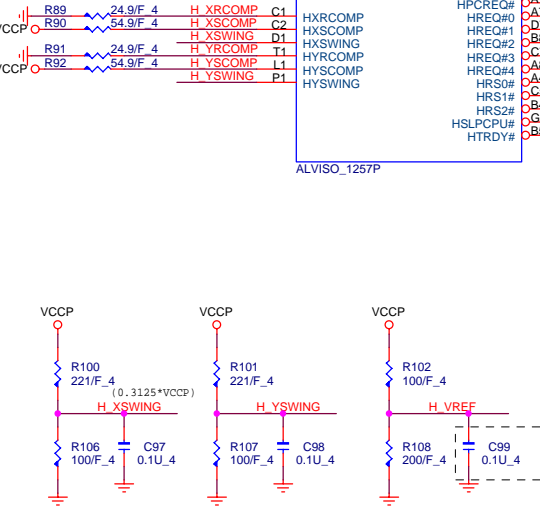 HPCREQ#
R89 24.9/F_4 H_XRCOMP C1 HXRCOMP HREQ#0
VCCP R90 54.9/F_4 H_XSCOMP C2 HXSCOMP HREQ#1
H_XSWING D1 HXSWING HREQ#2
R91 24.9/F_4 H_YRCOMP T1 HYRCOMP HREQ#3
VCCP R92 54.9/F_4 H_YSCOMP L1 HYSCOMP HREQ#4
H_YSWING P1 HYSWING HRS0#
HRS1#
HRS2#
HSLPCPU#
HTRDY#
ALVISO_1257P
VCCP VCCP VCCP
R100 R101 R102
221/F_4 221/F_4 100/F_4
(0.3125*VCCP)
H_XSWING H_YSWING H_VREF
R106 C97 R107 C98 R108 C99
100/F_4 0.1U_4 100/F_4 0.1U_4 200/F_4 0.1U_4